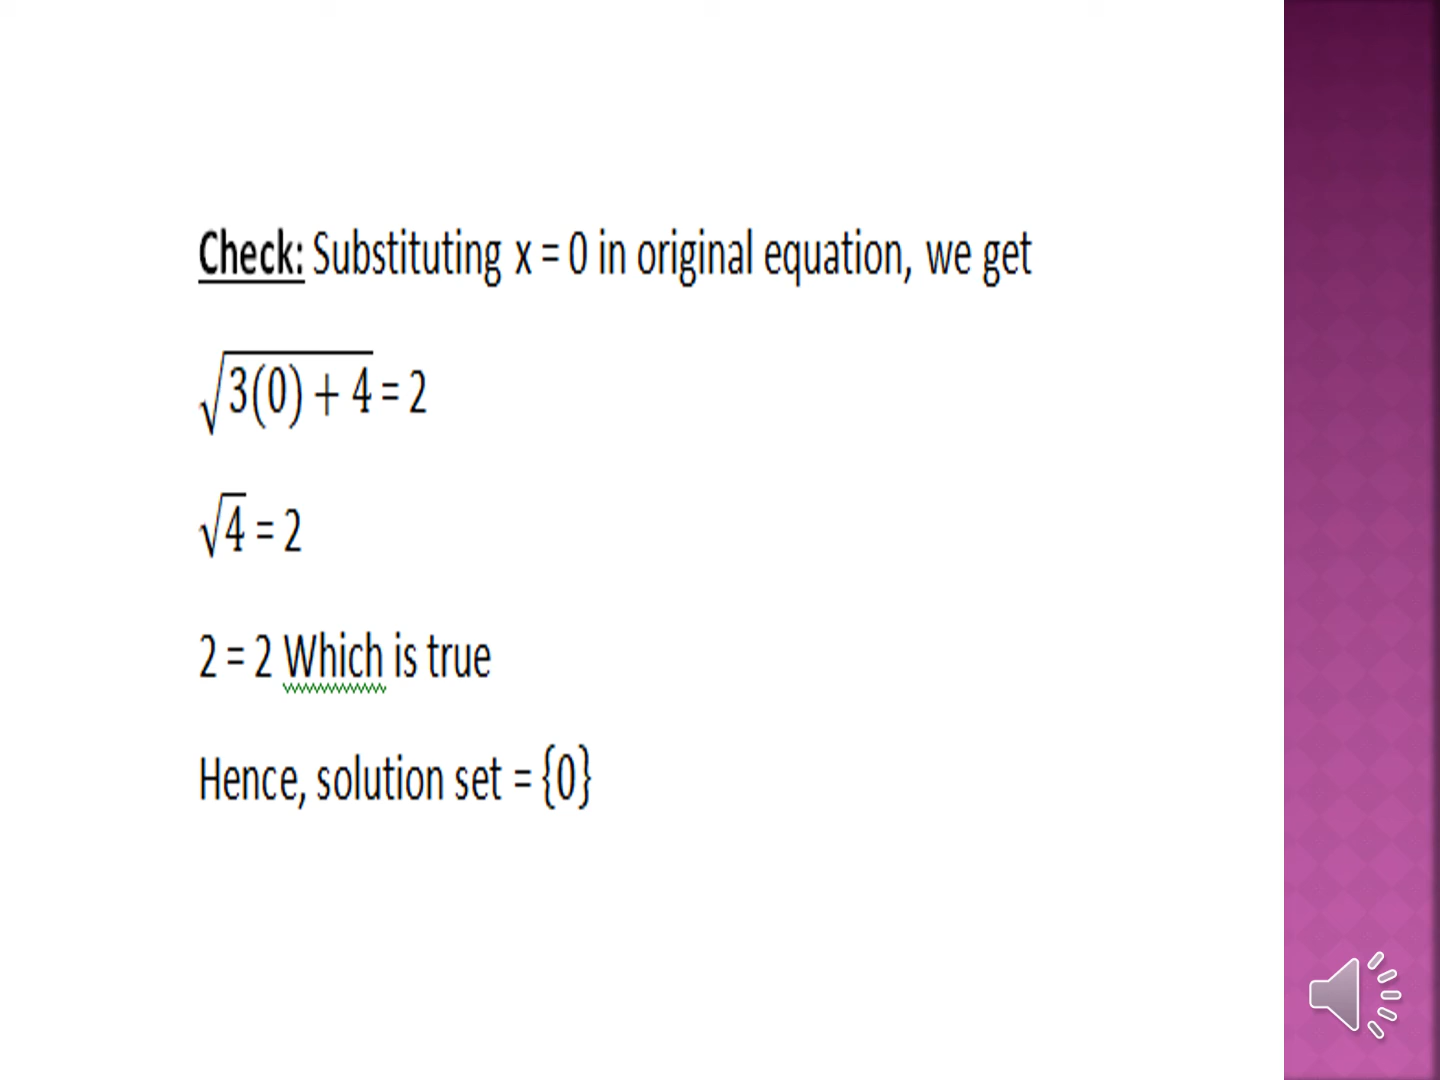 Check: Substituting x = 0 in original equation, we get
√3(0) + 4 = 2
√4 = 2
2 = 2 Which is true
Hence, solution set = {0}